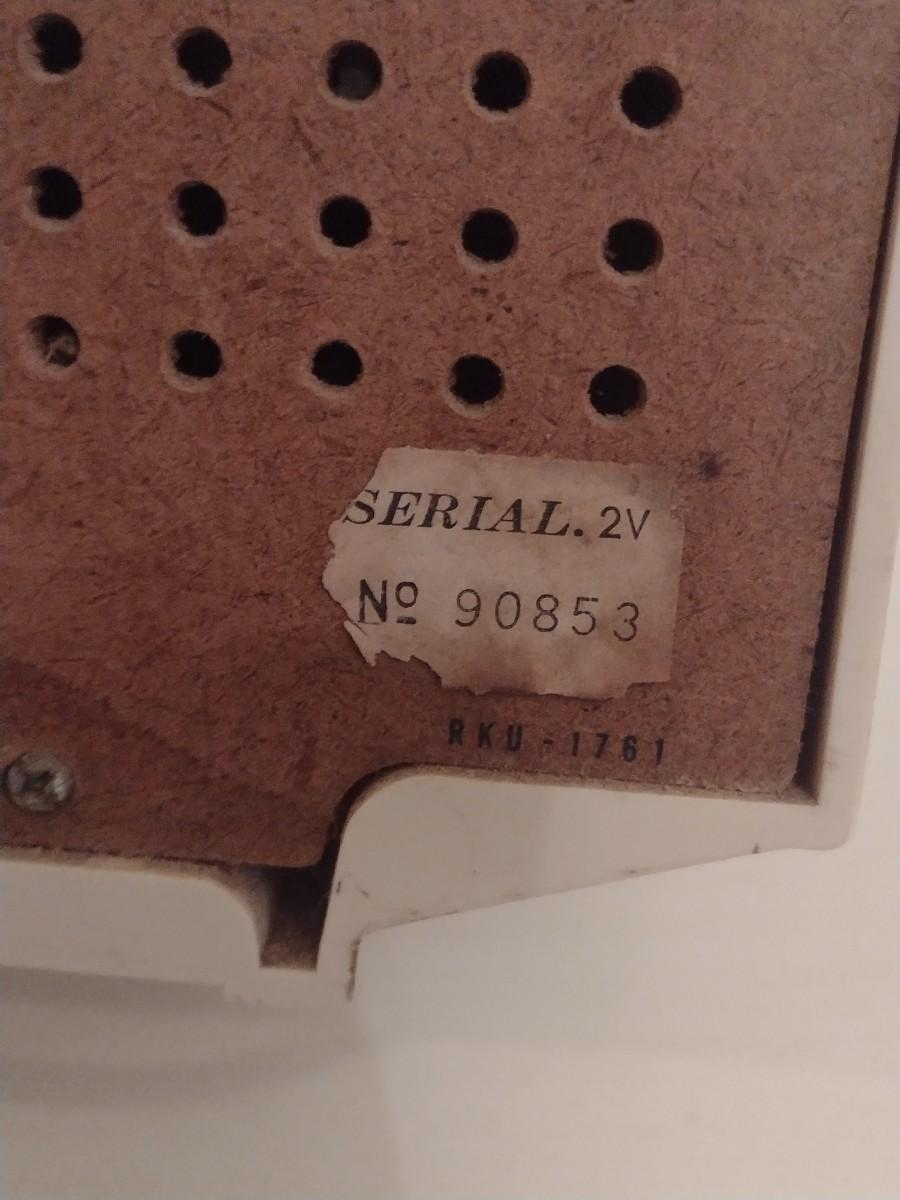 SERIAL. 2V
Nº 90853
RKU-1761